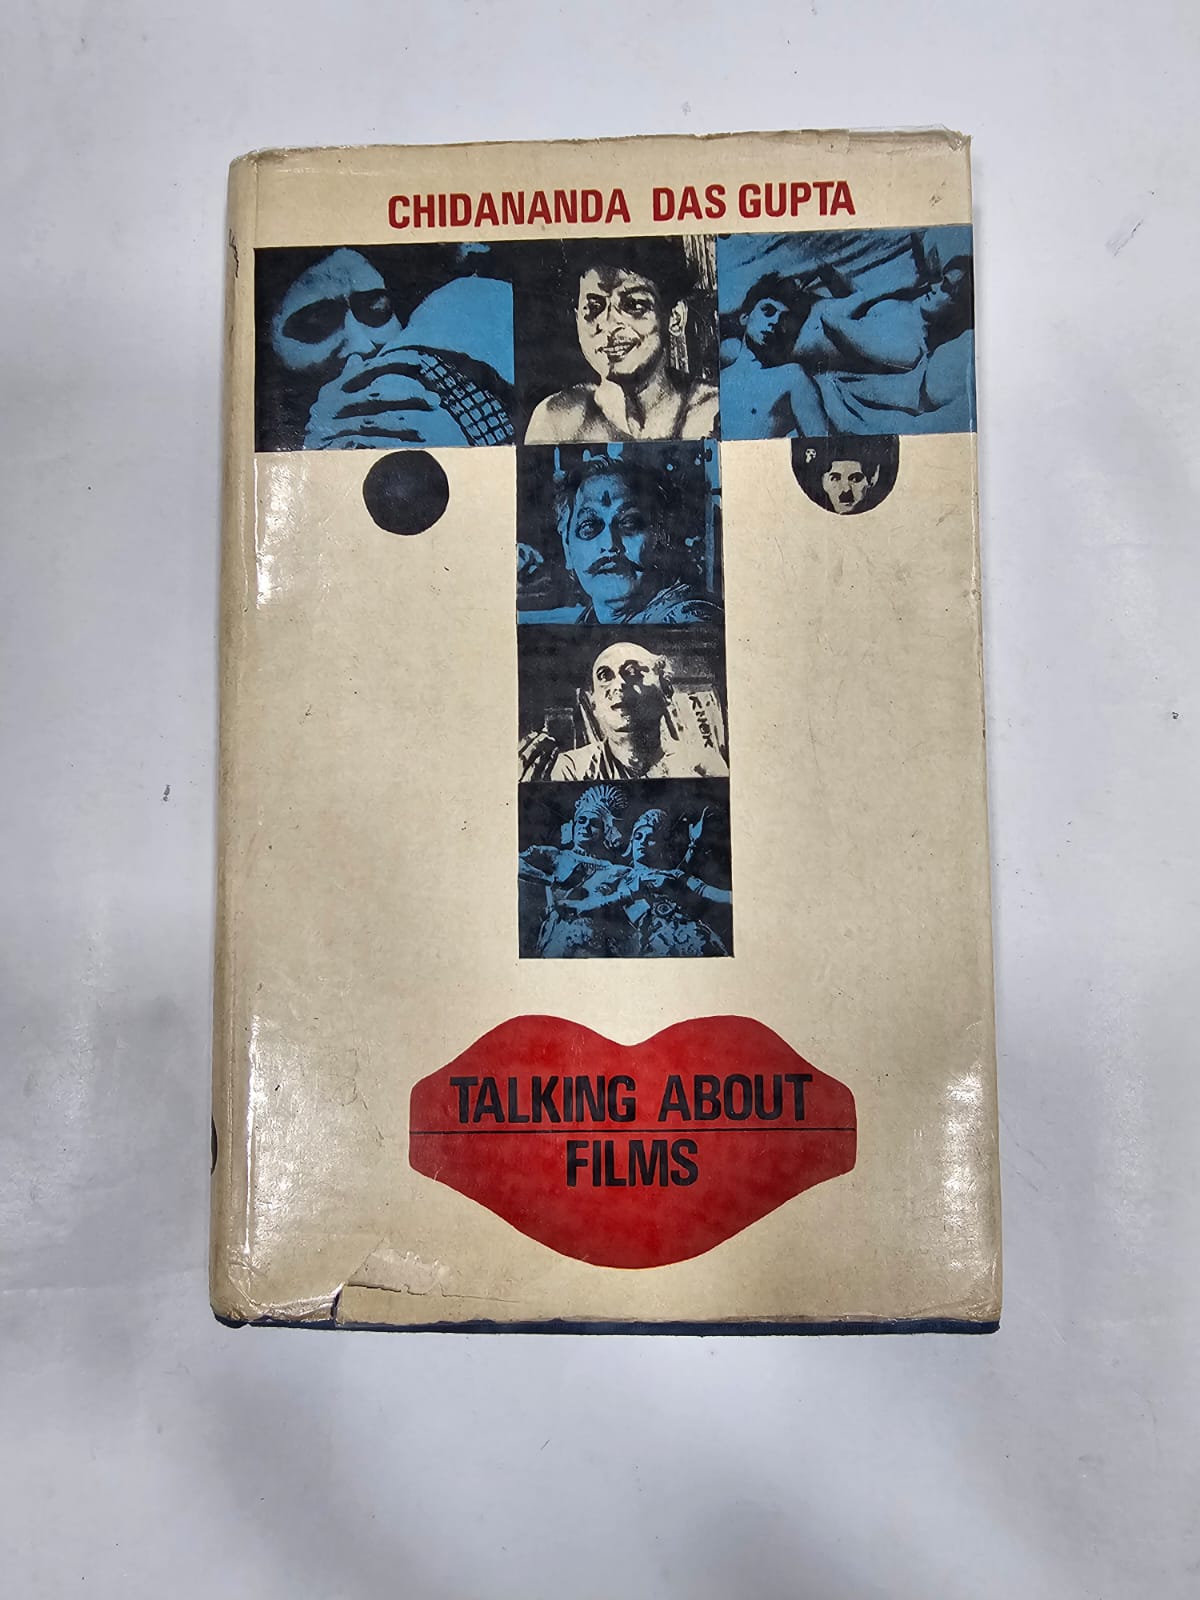 CHIDANANDA DAS GUPTA
TALKING ABOUT
FILMS